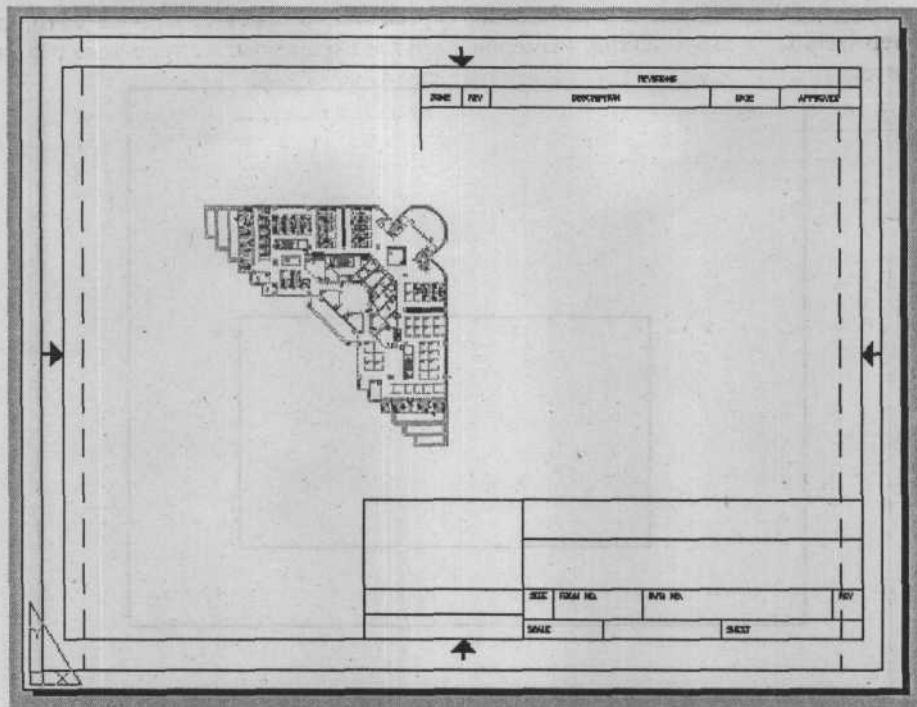 REVISIONS
ZONE REV DESCRIPTION DATE APPROVED
SIZE FSCM NO. DWG NO. REV
SCALE SHEET
X